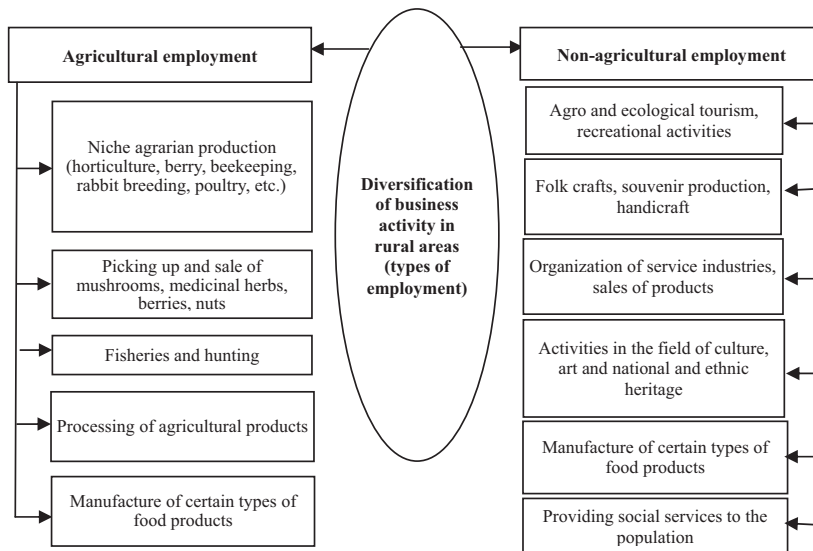 Agricultural employment
Niche agrarian production
(horticulture, berry, beekeeping,
rabbit breeding, poultry, etc.)
Picking up and sale of
mushrooms, medicinal herbs,
berries, nuts
Fisheries and hunting
Processing of agricultural products
Manufacture of certain types of
food products
Diversification
of business
activity in
rural areas
(types of
employment)
Non-agricultural employment
Agro and ecological tourism,
recreational activities
Folk crafts, souvenir production,
handicraft
Organization of service industries,
sales of products
Activities in the field of culture,
art and national and ethnic
heritage
Manufacture of certain types of
food products
Providing social services to the
population